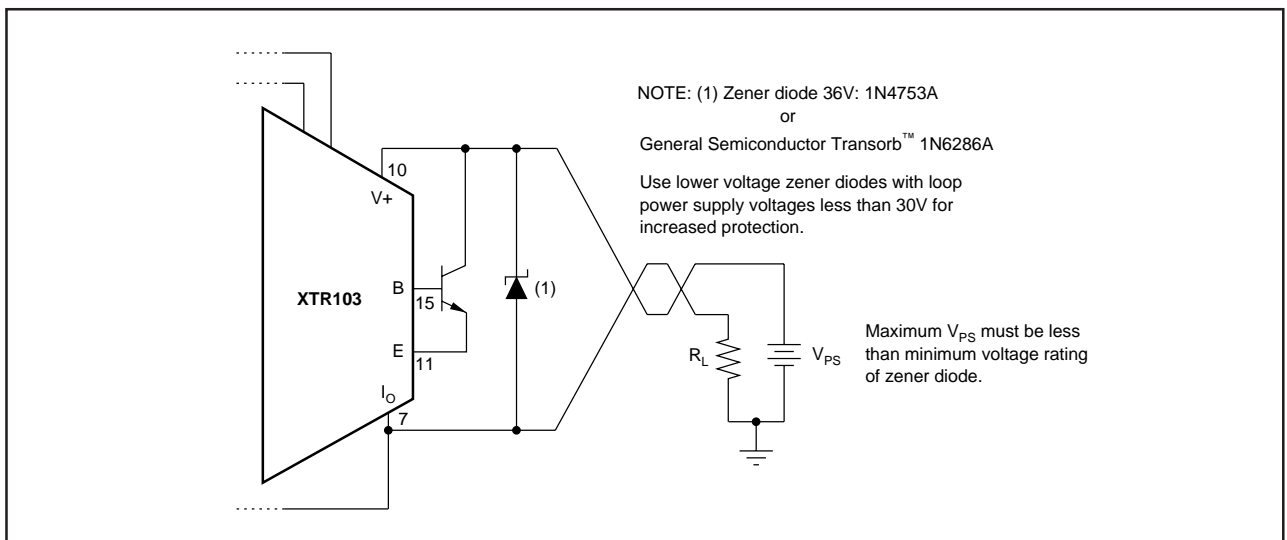 NOTE: (1) Zener diode 36V: 1N4753A
or
General Semiconductor Transorb™ 1N6286A
Use lower voltage zener diodes with loop
power supply voltages less than 30V for
increased protection.
10
V+
XTR103
B
15
(1)
E
11
IO
7
RL
VPS
Maximum VPS must be less
than minimum voltage rating
of zener diode.